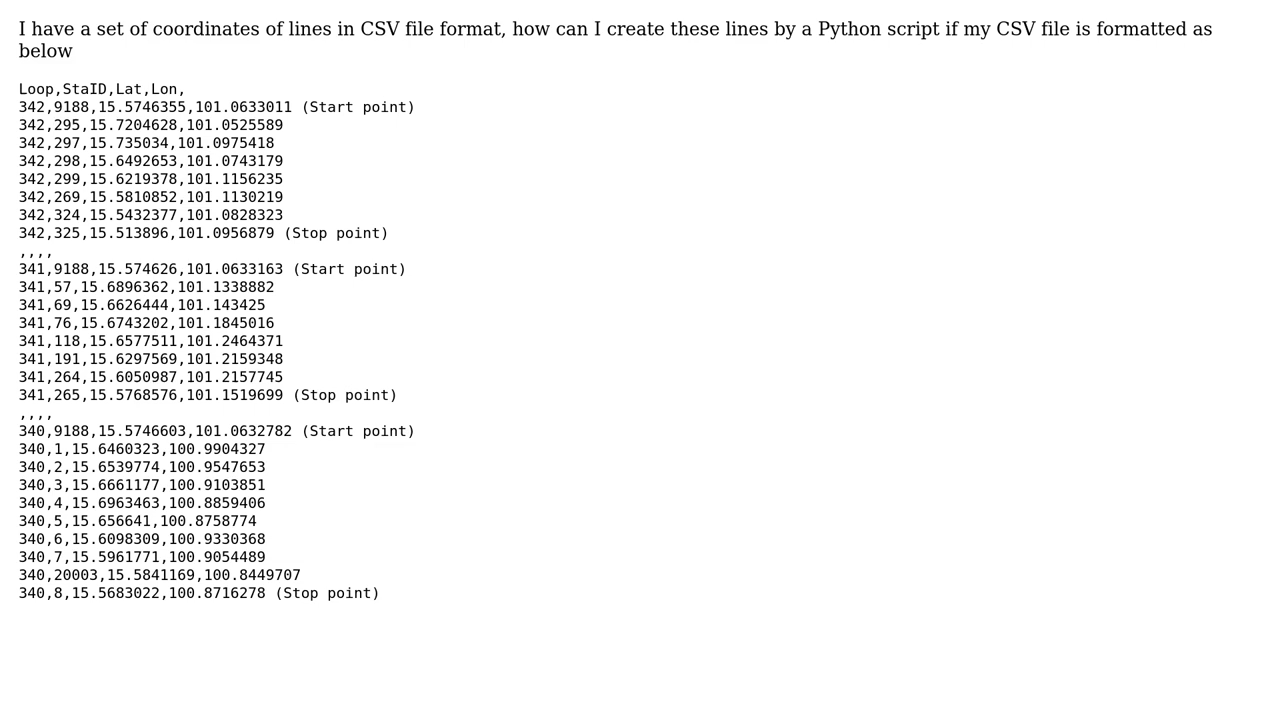 I have a set of coordinates of lines in CSV file format, how can I create these lines by a Python script if my CSV file is formatted as
below
Loop,StaID,Lat,Lon,
342,9188,15.5746355,101.0633011 (Start point)
342,295,15.7204628,101.0525589
342,297,15.735034,101.0975418
342,298,15.6492653,101.0743179
342,299,15.6219378,101.1156235
342,269,15.5810852,101.1130219
342,324,15.5432377,101.0828323
342,325,15.513896,101.0956879 (Stop point)
,,,,
341,9188,15.574626,101.0633163 (Start point)
341,57,15.6896362,101.1338882
341,69,15.6626444,101.143425
341,76,15.6743202,101.1845016
341,118,15.6577511,101.2464371
341,191,15.6297569,101.2159348
341,264,15.6050987,101.2157745
341,265,15.5768576,101.1519699 (Stop point)
,,,,
340,9188,15.5746603,101.0632782 (Start point)
340,1,15.6460323,100.9904327
340,2,15.6539774,100.9547653
340,3,15.6661177,100.9103851
340,4,15.6963463,100.8859406
340,5,15.656641,100.8758774
340,6,15.6098309,100.9330368
340,7,15.5961771,100.9054489
340,20003,15.5841169,100.8449707
340,8,15.5683022,100.8716278 (Stop point)